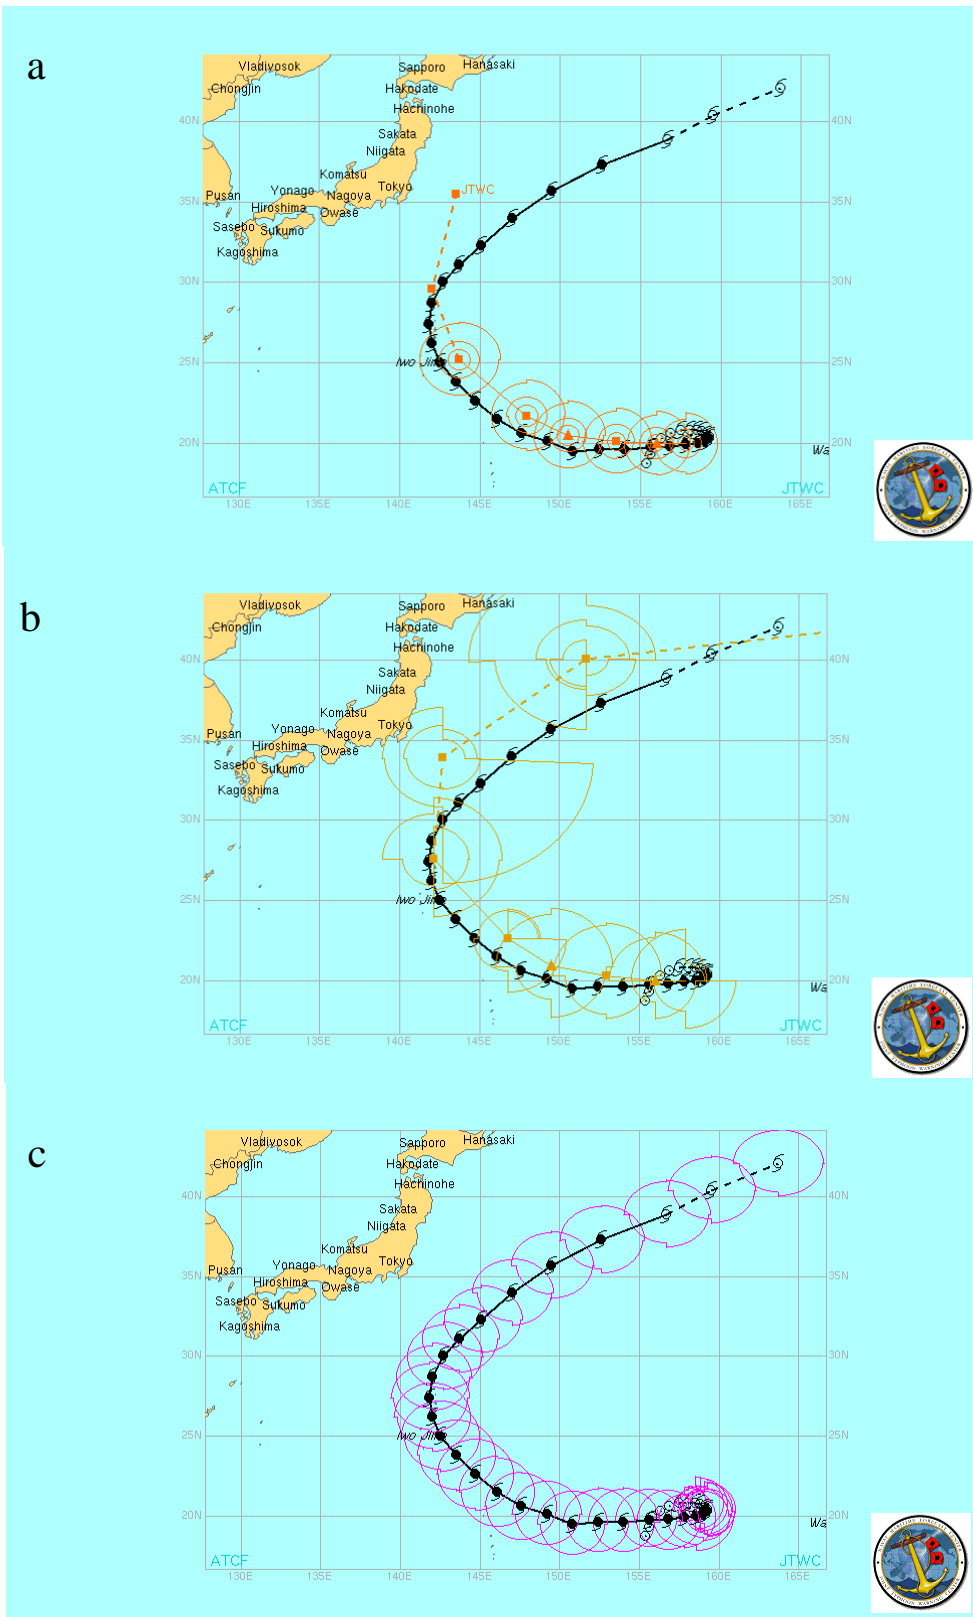 a
Vladivosok
Sapporo
Hanasaki
Chongjin
Hakodate
Hachinohe
40N
40N
Sakata
Niigata
Komatsu
Yonago
Nagoya
Tokyo
JTWC
Pusan
35N
Hiroshima
Owase
Sasebo
Sukumo
Kagoshima
30N
30N
25N
Iwo Jima
25N
20N
20N
Wa
ATCF
JTWC
130E
135E
140E
145E
150E
155E
160E
165E
b
Vladivosok
Sapporo
Hanasaki
Chongjin
Hakodate
Hachinohe
40N
40N
Sakata
Niigata
Komatsu
Yonago
Nagoya
Tokyo
Pusan
35N
Hiroshima
Owase
Sasebo
Sukumo
Kagoshima
30N
30N
25N
Iwo Jima
25N
20N
20N
Wa
ATCF
JTWC
130E
135E
140E
145E
150E
155E
160E
165E
c
Vladivosok
Sapporo
Hanasaki
Chongjin
Hakodate
Hachinohe
40N
40N
Sakata
Niigata
Komatsu
Yonago
Nagoya
Tokyo
Pusan
35N
Hiroshima
Owase
Sasebo
Sukumo
Kagoshima
30N
30N
25N
Iwo Jima
25N
20N
20N
Wa
ATCF
JTWC
130E
135E
140E
145E
150E
155E
160E
165E